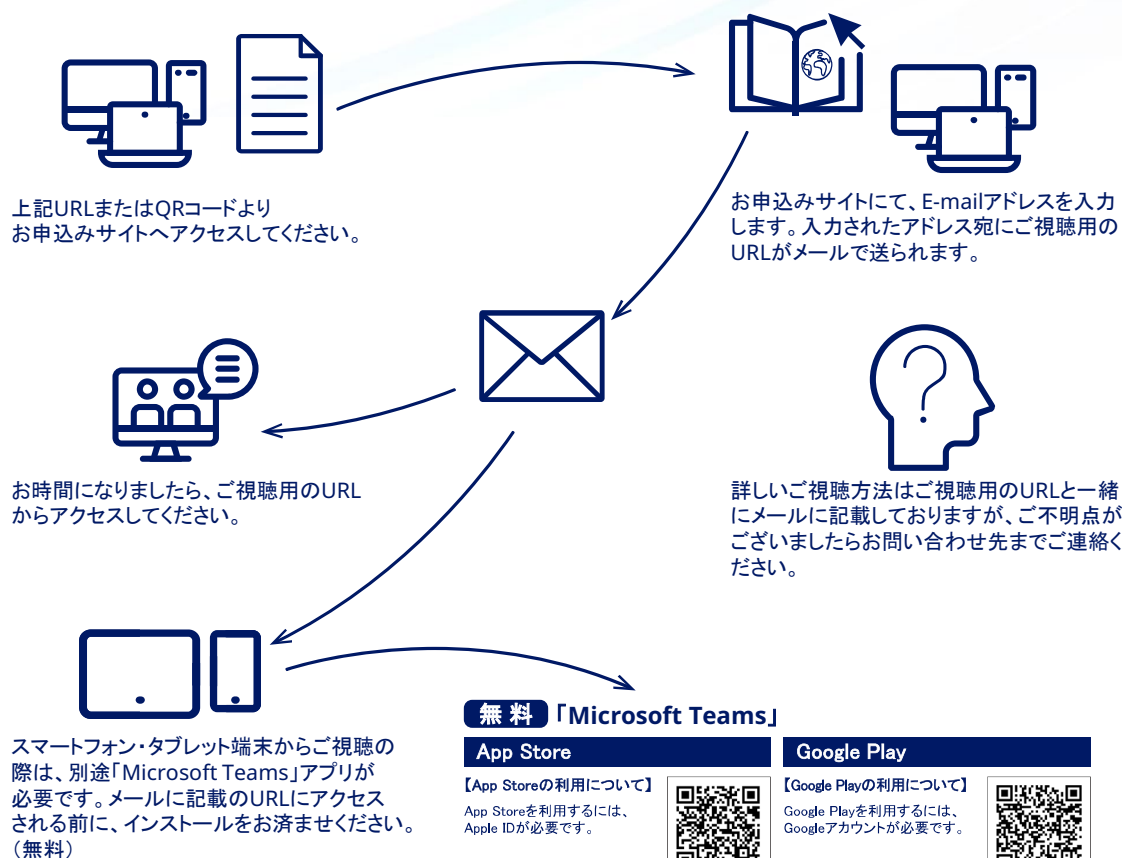 上記URLまたはQRコードより
お申込みサイトへアクセスしてください。
お申込みサイトにて、E-mailアドレスを入力
します。入力されたアドレス宛にご視聴用の
URLがメールで送られます。
お時間になりましたら、ご視聴用のURL
からアクセスしてください。
詳しいご視聴方法はご視聴用のURLと一緒
にメールに記載しておりますが、ご不明点が
ございましたらお問い合わせ先までご連絡く
ださい。
スマートフォン・タブレット端末からご視聴の
際は、別途「Microsoft Teams」アプリが
必要です。メールに記載のURLにアクセス
される前に、インストールをお済ませください。
（無料）
無料「Microsoft Teams」
App Store
【App Storeの利用について】
App Storeを利用するには、
Apple IDが必要です。
Google Play
【Google Playの利用について】
Google Playを利用するには、
Googleアカウントが必要です。